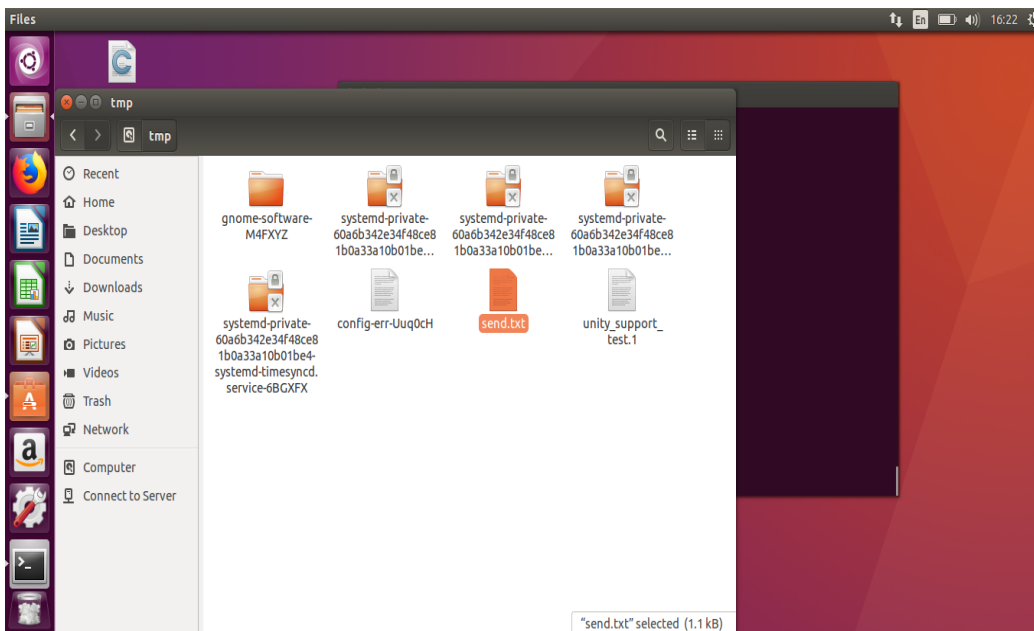 Files
En
16:22
tmp
tmp
Recent
Home
Desktop
Documents
Downloads
Music
Pictures
Videos
Trash
Network
Computer
Connect to Server
gnome-software-
M4FXYZ
systemd-private-
60a6b342e34f48ce8
1b0a33a10b01be...
systemd-private-
60a6b342e34f48ce8
1b0a33a10b01be...
systemd-private-
60a6b342e34f48ce8
1b0a33a10b01be...
systemd-private-
60a6b342e34f48ce8
1b0a33a10b01be4-
systemd-timesyncd.
service-6BGXFX
config-err-Uuq0cH
send.txt
unity_support_
test.1
"send.txt" selected (1.1 kB)